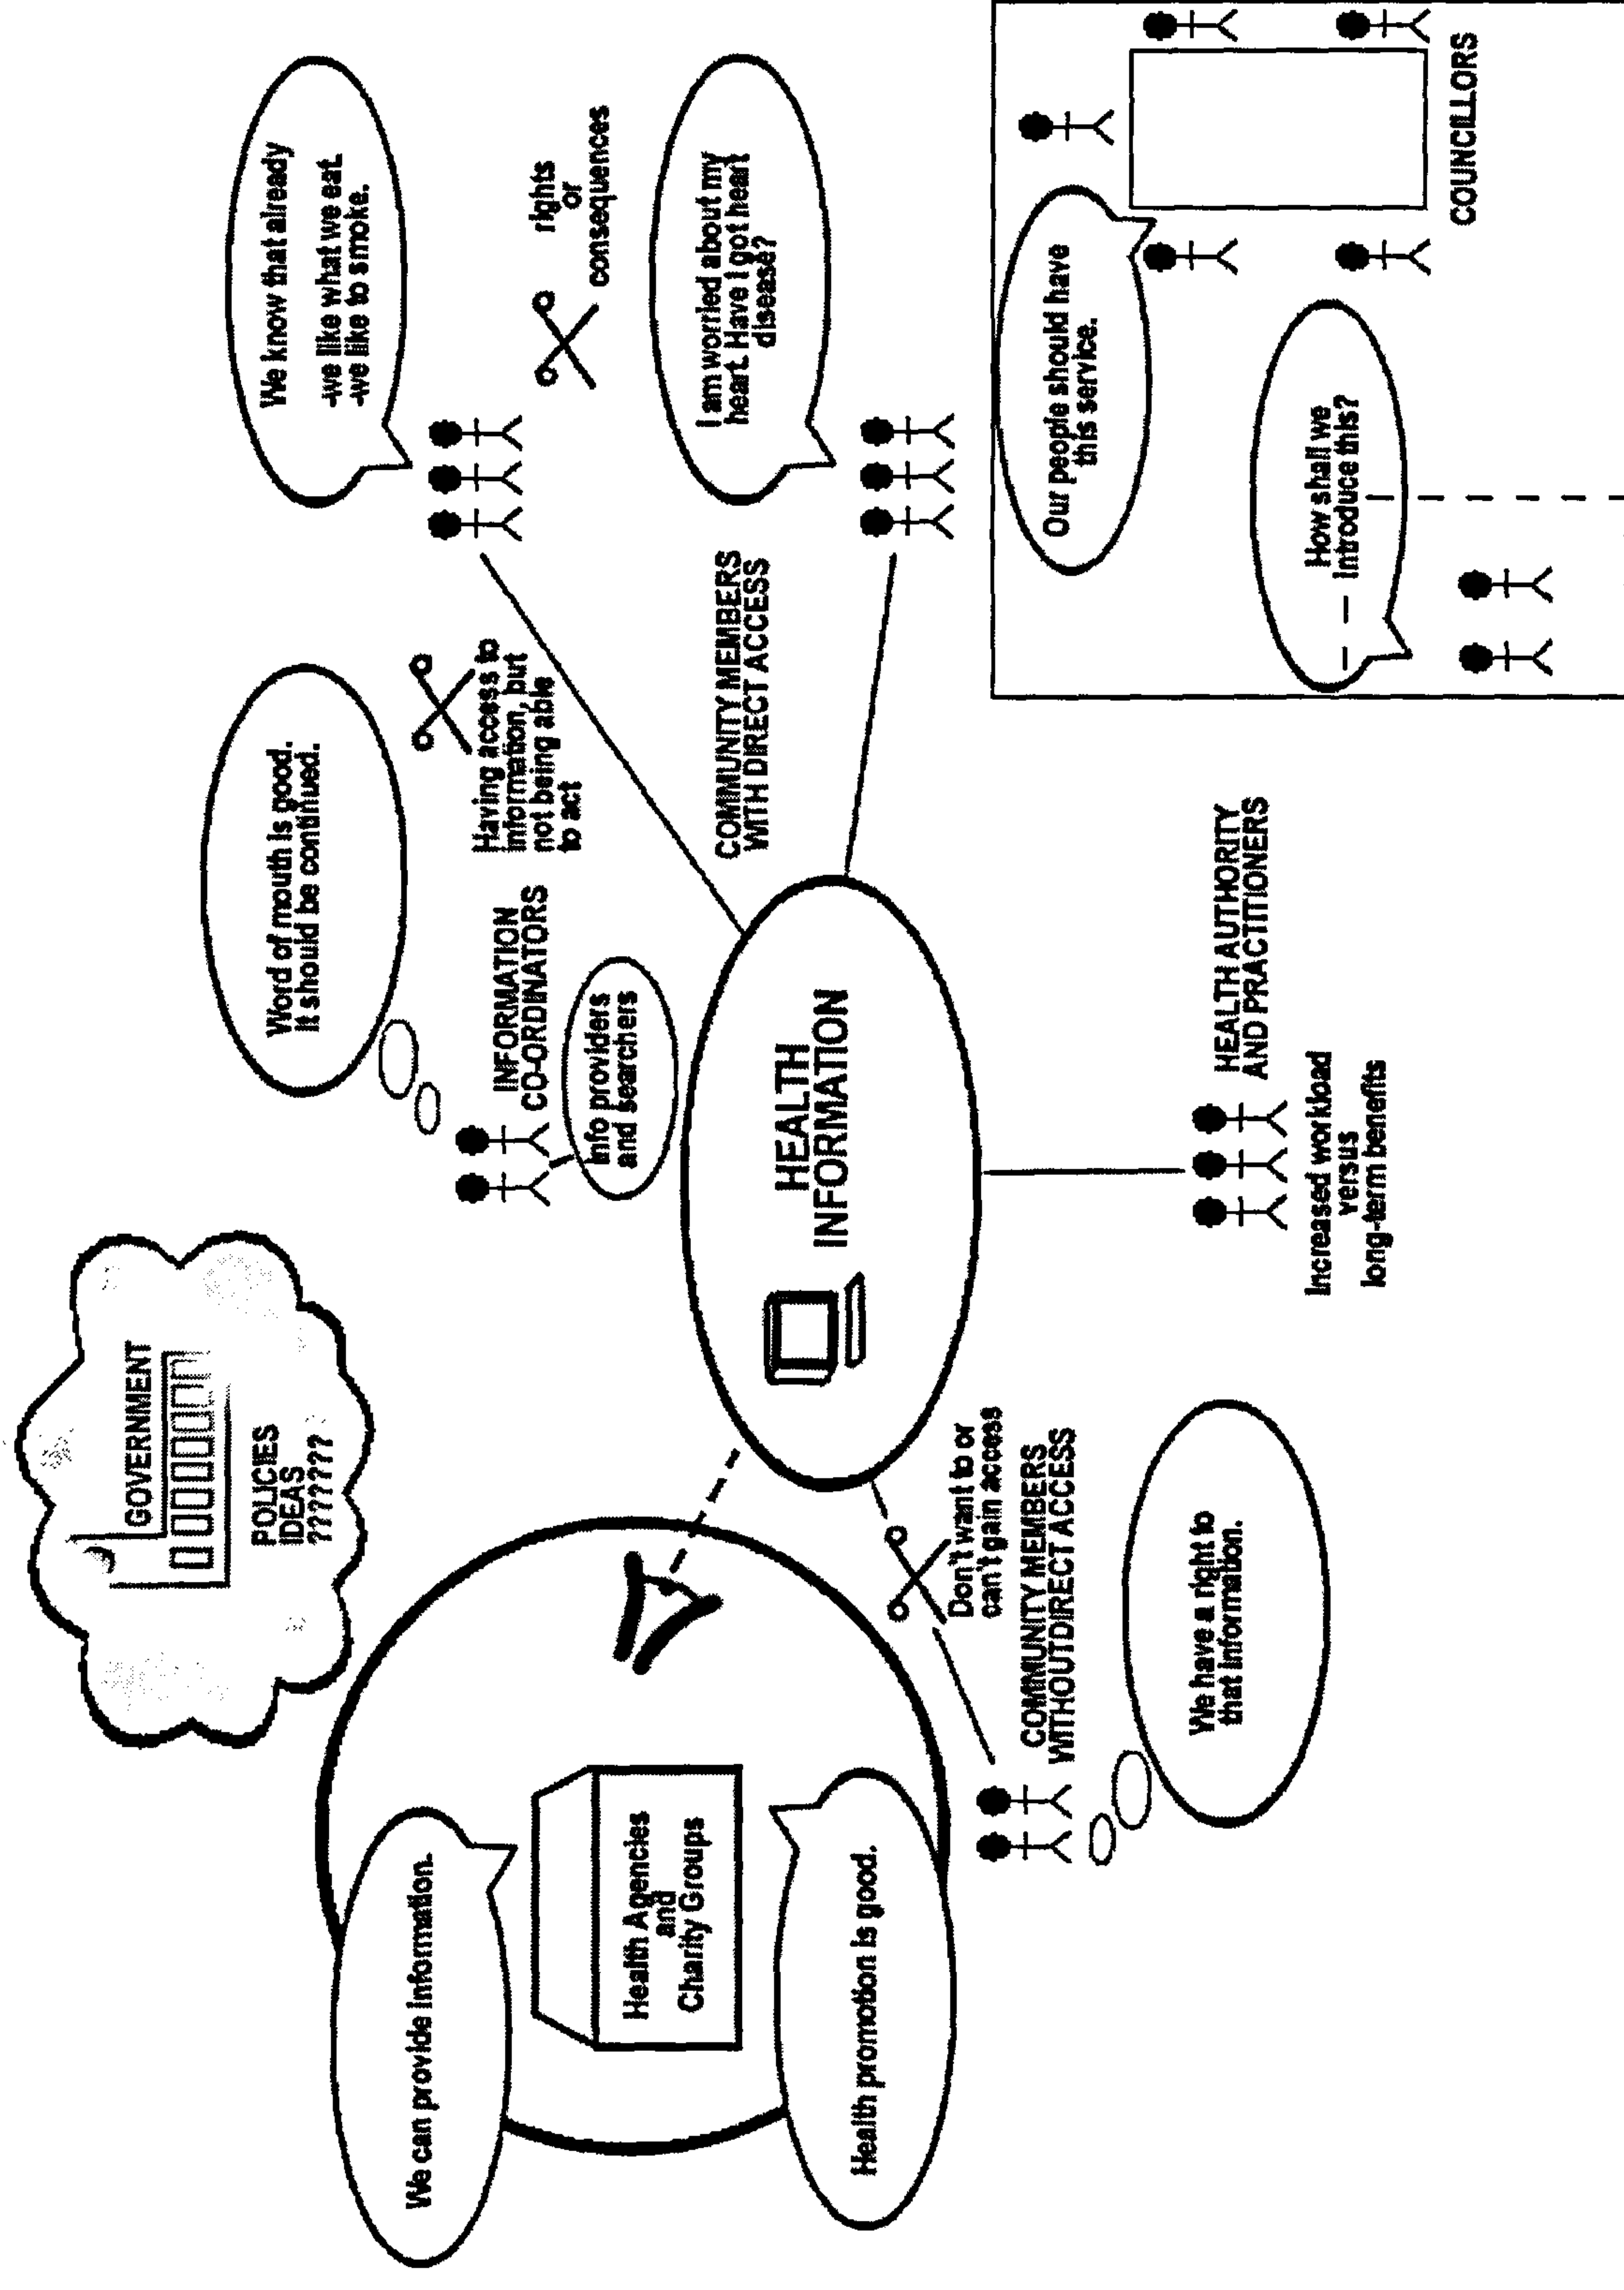 GOVERNMENT
POLICIES
IDEAS
???????
We can provide information.
Health Agencies
and
Charity Groups
Health promotion is good.
Word of mouth is good.
It should be continued.
INFORMATION
CO-ORDINATORS
Info providers
and searchers
Having access to
information, but
not being able
to act
We know that already
-we like what we eat.
-we like to smoke.
rights
or
consequences
COMMUNITY MEMBERS
WITH DIRECT ACCESS
I am worried about my
heart. Have I got heart
disease?
HEALTH
INFORMATION
Don't want to or
can't gain access
COMMUNITY MEMBERS
WITHOUT DIRECT ACCESS
We have a right to
that information.
HEALTH AUTHORITY
AND PRACTITIONERS
Increased workload
versus
long-term benefits
Our people should have
this service.
How shall we
introduce this?
COUNCILLORS